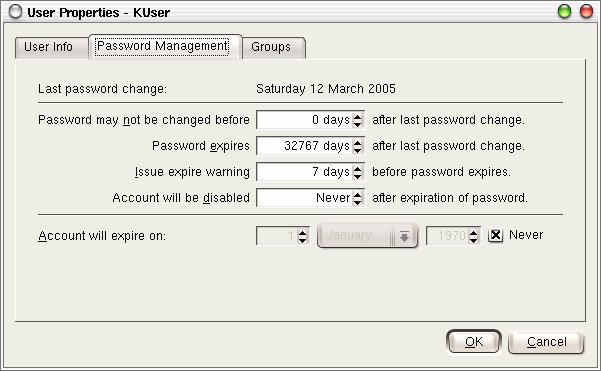 User Properties - KUser
User Info Password Management Groups
Last password change: Saturday 12 March 2005
Password may not be changed before 0 days after last password change.
Password expires 32767 days after last password change.
Issue expire warning 7 days before password expires.
Account will be disabled Never after expiration of password.
Account will expire on: 1 January 1970 Never
OK Cancel